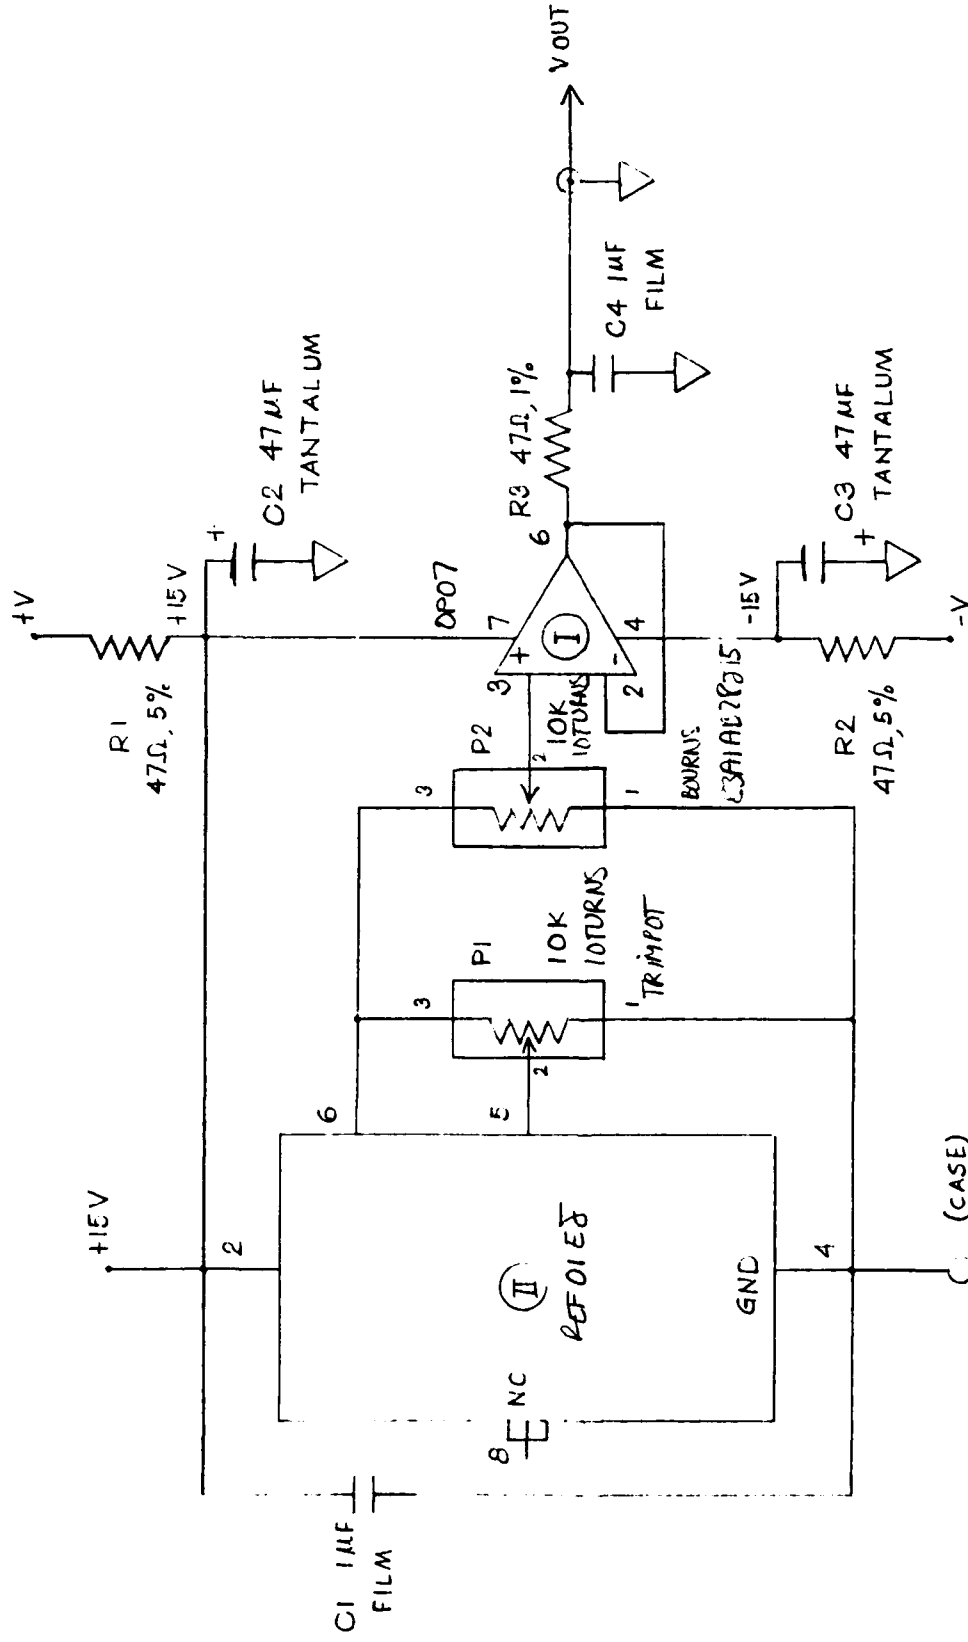 +15V
+V
R1
47Ω, 5%
+15V
+
C2 47µF
TANTALUM
C1 1µF
FILM
2
8
NC
II
REF01EJ
GND
4
(CASE)
6
5
3
P1
2
10K
10TURNS
1
TRIMPOT
3
P2
2
10K
10TURNS
1
BOURNS
OP07
3
7
+
I
-
2
4
6
R3 47Ω, 1%
C4 1µF
FILM
VOUT
-15V
R2
47Ω, 5%
-V
C3 47µF
+
TANTALUM